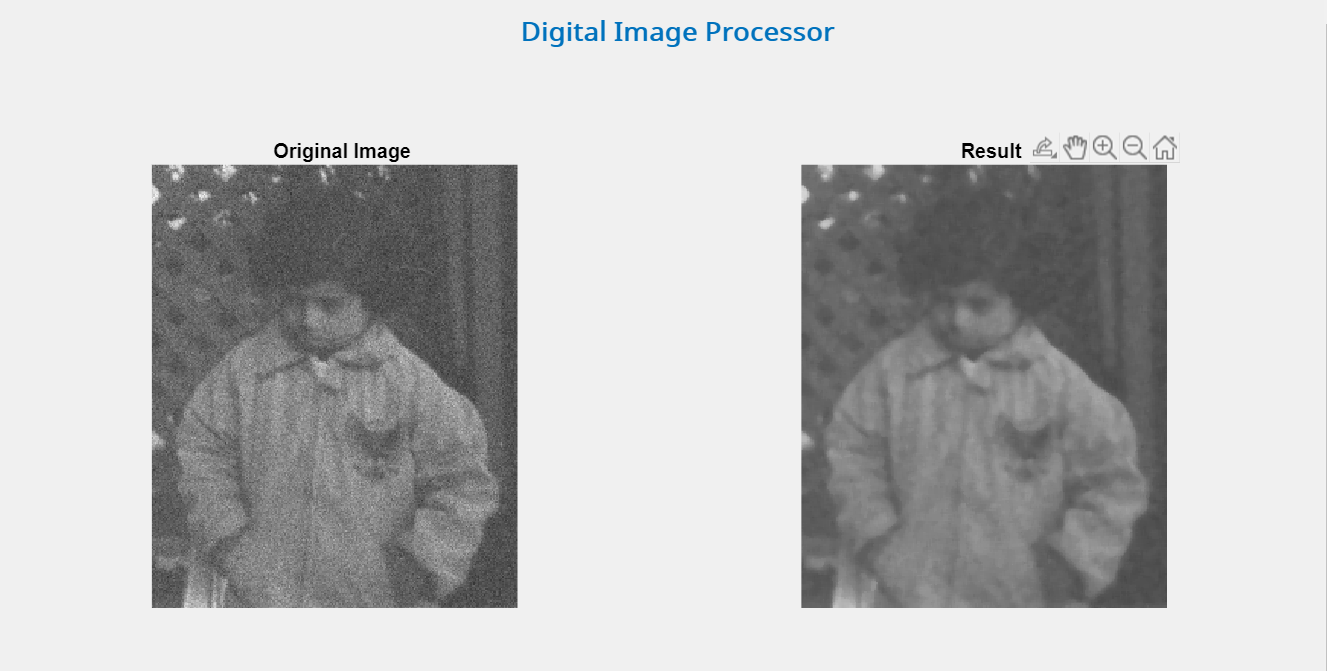 Digital Image Processor
Original Image
Result